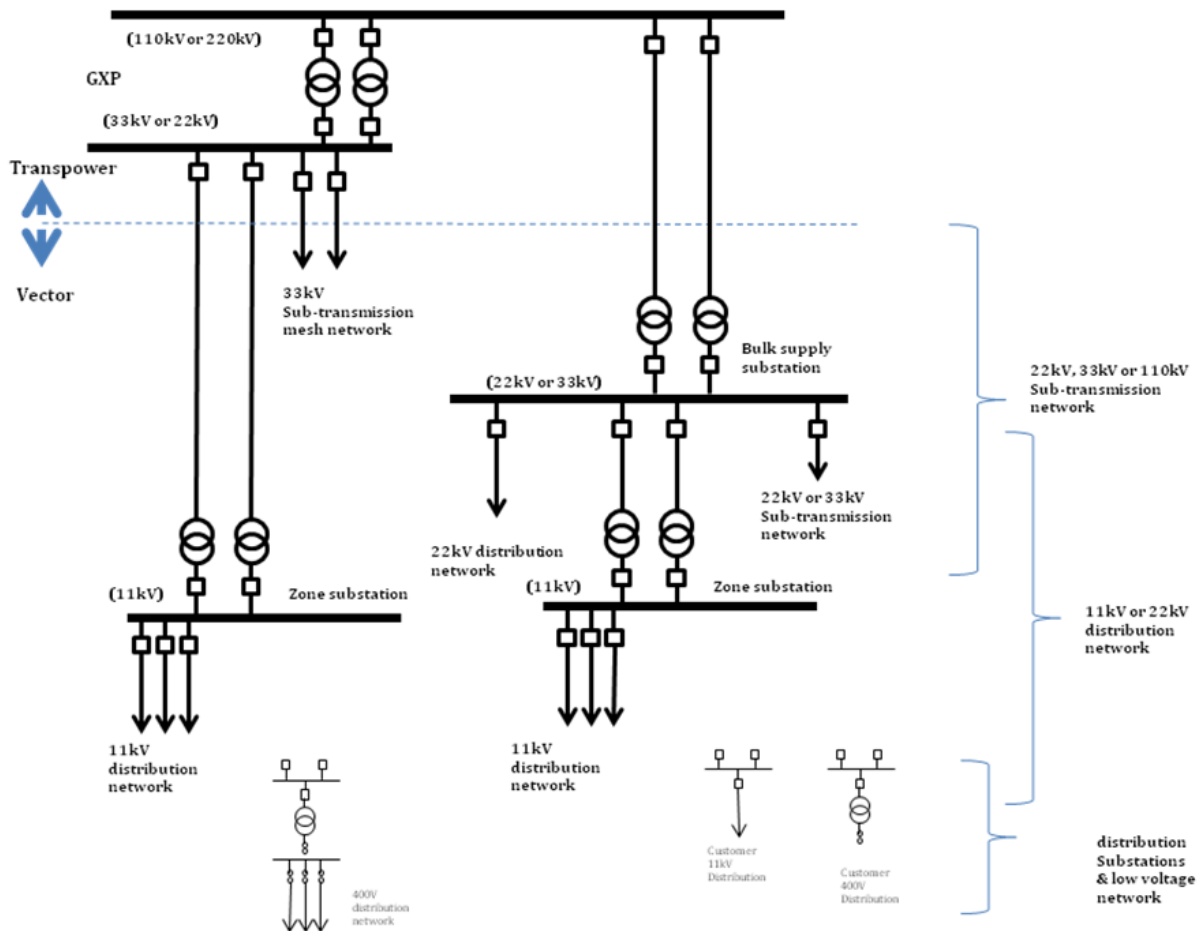 (110kV or 220kV)
GXP
(33kV or 22kV)
Transpower
Vector
33kV
Sub-transmission
mesh network
Bulk supply
substation
(22kV or 33kV)
22kV, 33kV or 110kV
Sub-transmission
network
22kV or 33kV
Sub-transmission
network
22kV distribution
network
(11kV)
Zone substation
(11kV)
Zone substation
11kV or 22kV
distribution
network
11kV
distribution
network
11kV
distribution
network
Customer
11kV
Distribution
Customer
400V
Distribution
400V
distribution
network
distribution
Substations
& low voltage
network